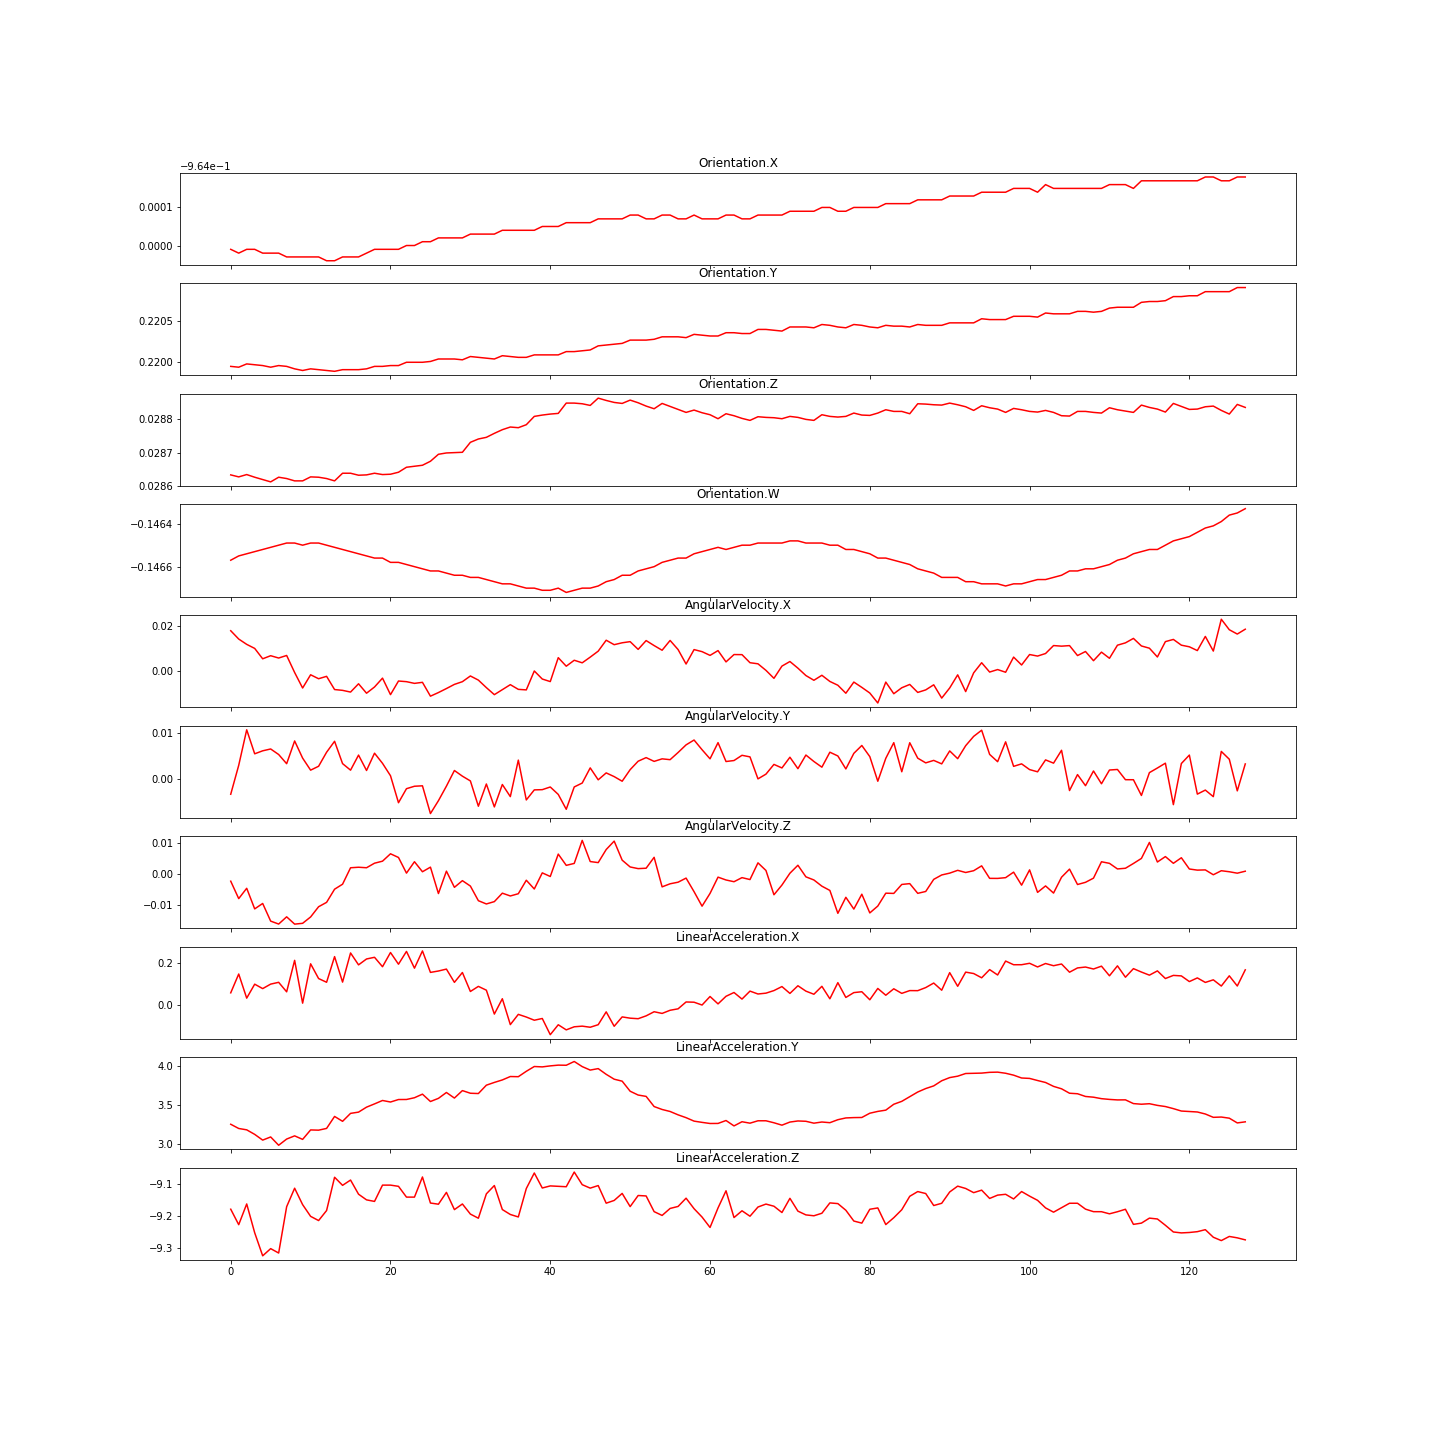 −9.64e−1
Orientation.X
0.0001
0.0000
Orientation.Y
0.2205
0.2200
Orientation.Z
0.0288
0.0287
0.0286
Orientation.W
−0.1464
−0.1466
AngularVelocity.X
0.02
0.00
AngularVelocity.Y
0.01
0.00
AngularVelocity.Z
0.01
0.00
−0.01
LinearAcceleration.X
0.2
0.0
LinearAcceleration.Y
4.0
3.5
3.0
LinearAcceleration.Z
−9.1
−9.2
−9.3
0 20 40 60 80 100 120